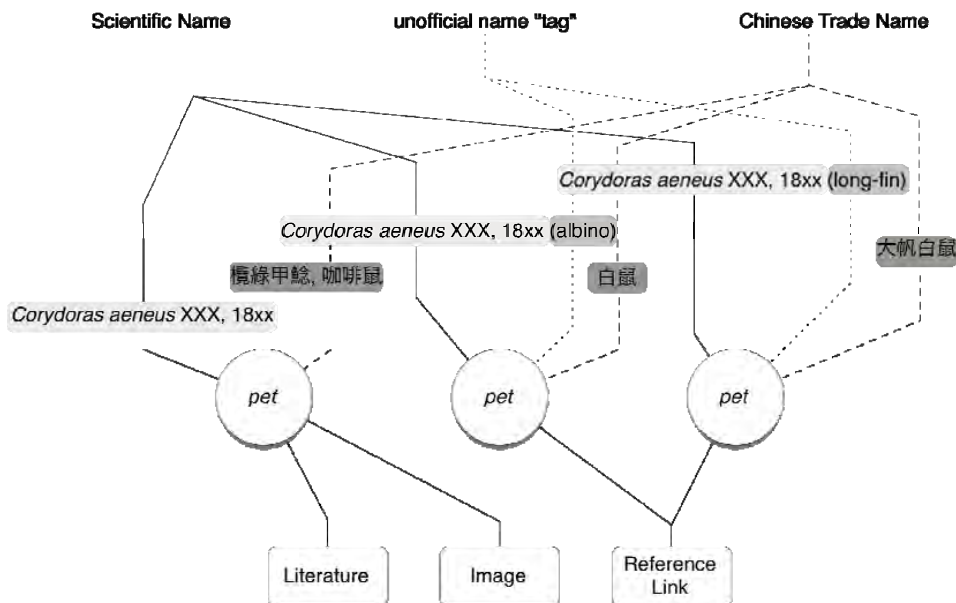 Scientific Name
unofficial name "tag"
Chinese Trade Name
Corydoras aeneus XXX, 18xx (long-fin)
Corydoras aeneus XXX, 18xx (albino)
大帆白鼠
欖綠甲鯰, 咖啡鼠
白鼠
Corydoras aeneus XXX, 18xx
pet
pet
pet
Literature
Image
Reference
Link